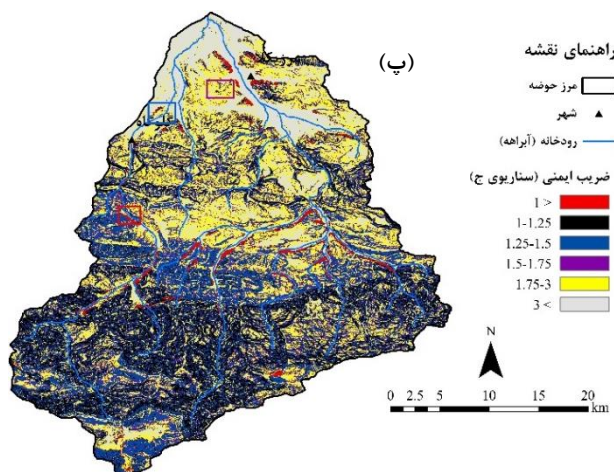 (پ)
راهنمای نقشه
مرز حوضه
شهر
رودخانه (آبراهه)
ضریب ایمنی (سناریوی ج)
1 >
1-1.25
1.25-1.5
1.5-1.75
1.75-3
3 <
N
0 2.5 5 10 15 20
km